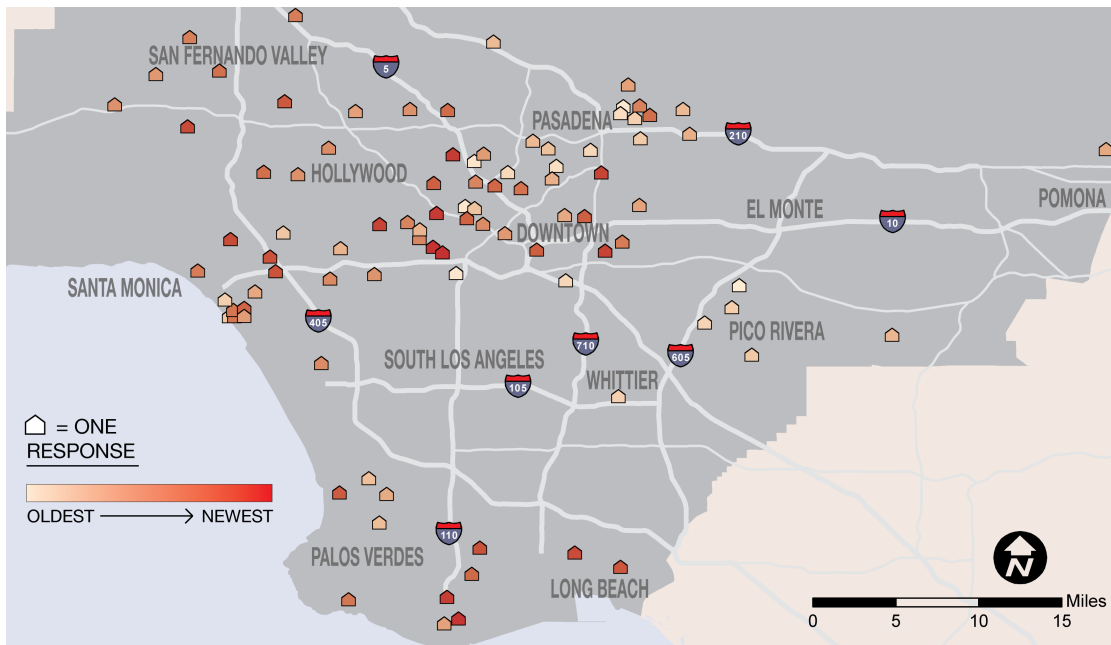 SAN FERNANDO VALLEY
5
PASADENA
210
HOLLYWOOD
POMONA
EL MONTE
10
DOWNTOWN
SANTA MONICA
405
PICO RIVERA
710
605
SOUTH LOS ANGELES
105
WHITTIER
= ONE
RESPONSE
OLDEST
NEWEST
110
PALOS VERDES
LONG BEACH
N
Miles
0 5 10 15